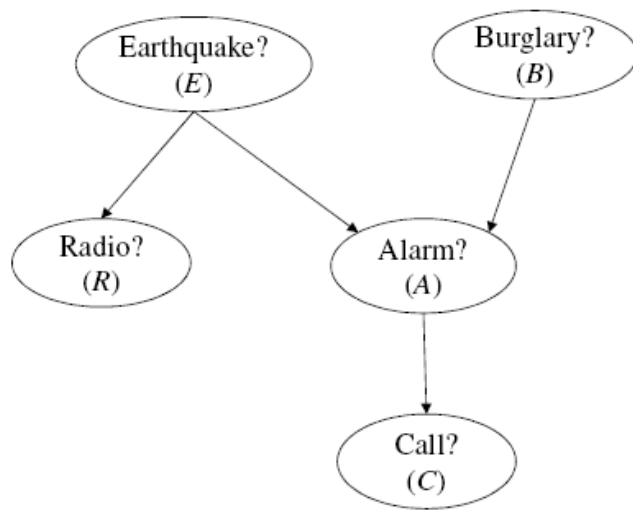 Earthquake?
(E)
Burglary?
(B)
Radio?
(R)
Alarm?
(A)
Call?
(C)